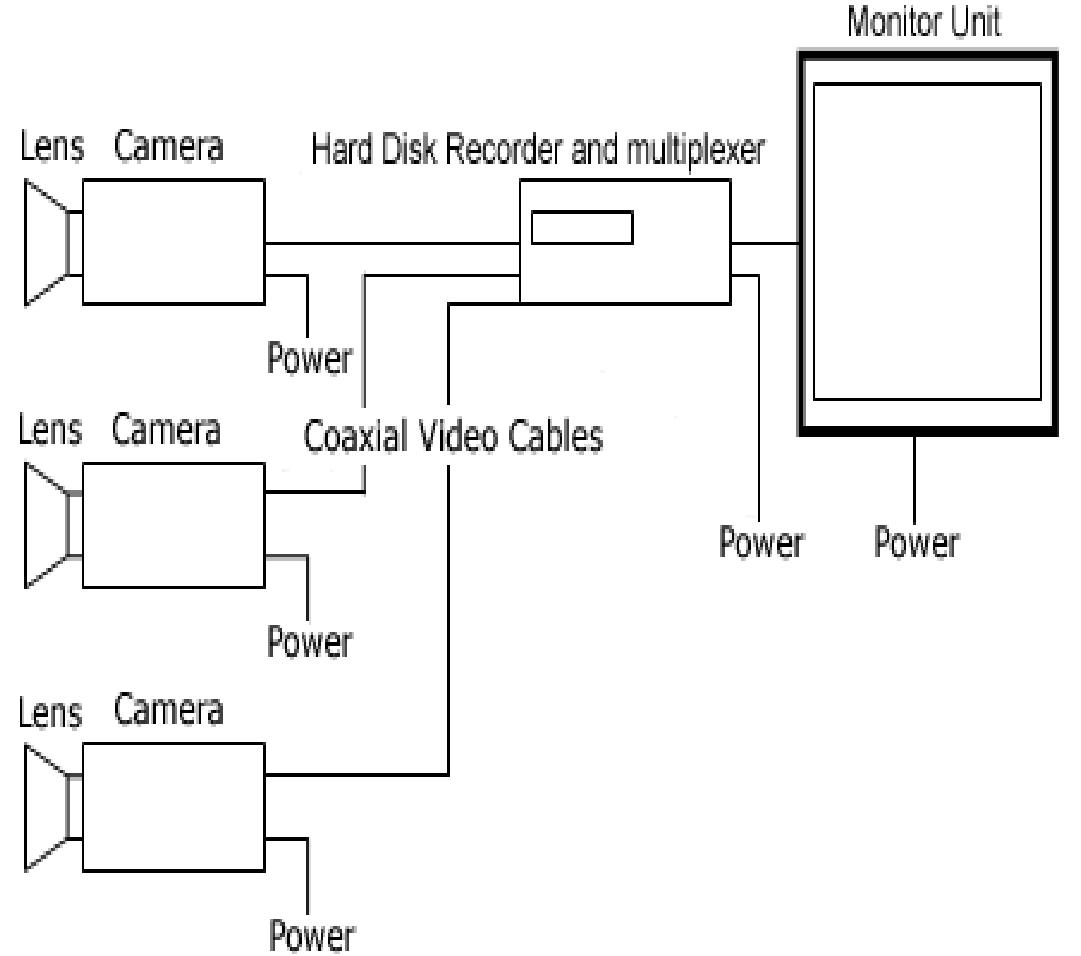 Monitor Unit
Lens Camera
Hard Disk Recorder and multiplexer
Power
Lens Camera
Coaxial Video Cables
Power
Power
Power
Lens Camera
Power